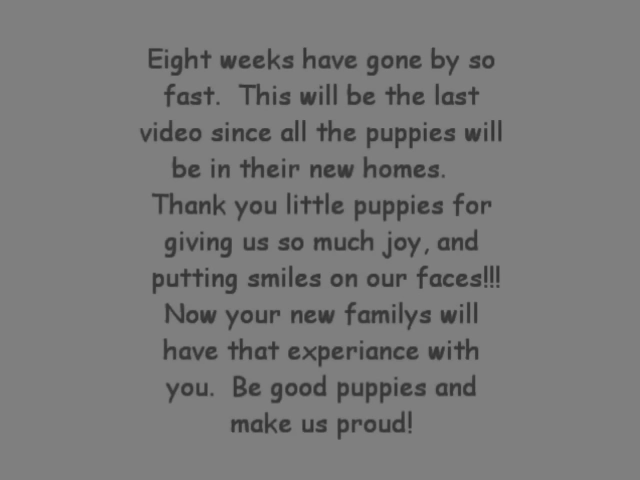 Eight weeks have gone by so
fast.  This will be the last
video since all the puppies will
be in their new homes.
Thank you little puppies for
giving us so much joy, and
putting smiles on our faces!!!
Now your new familys will
have that experiance with
you.  Be good puppies and
make us proud!